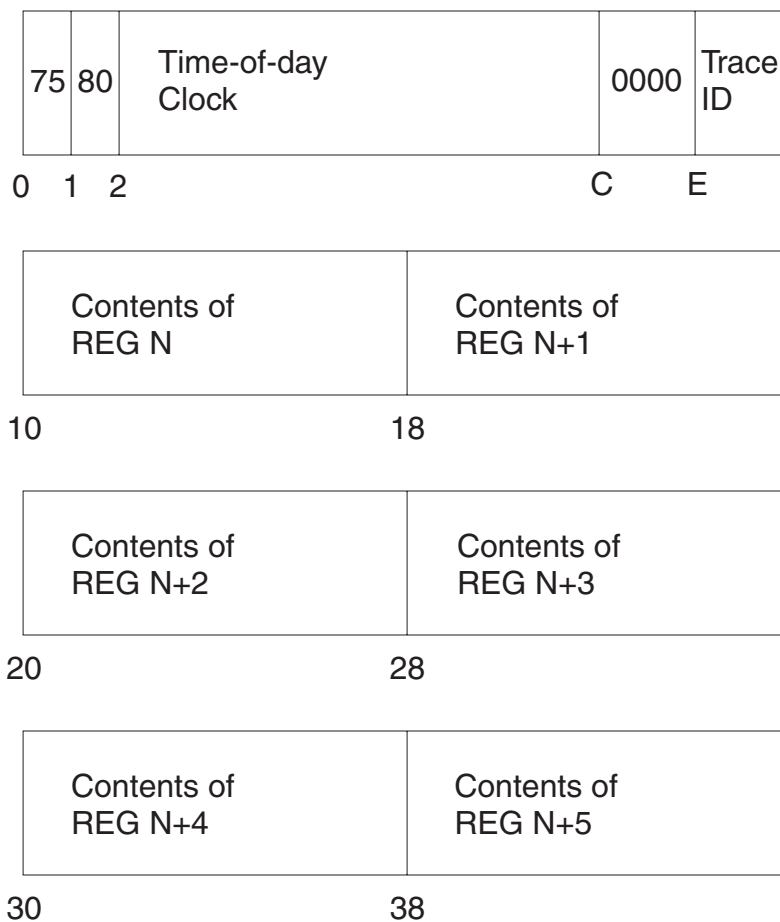 75 80 Time-of-day
Clock 0000 Trace
ID
0 1 2 C E
Contents of
REG N
Contents of
REG N+1
10 18
Contents of
REG N+2
Contents of
REG N+3
20 28
Contents of
REG N+4
Contents of
REG N+5
30 38